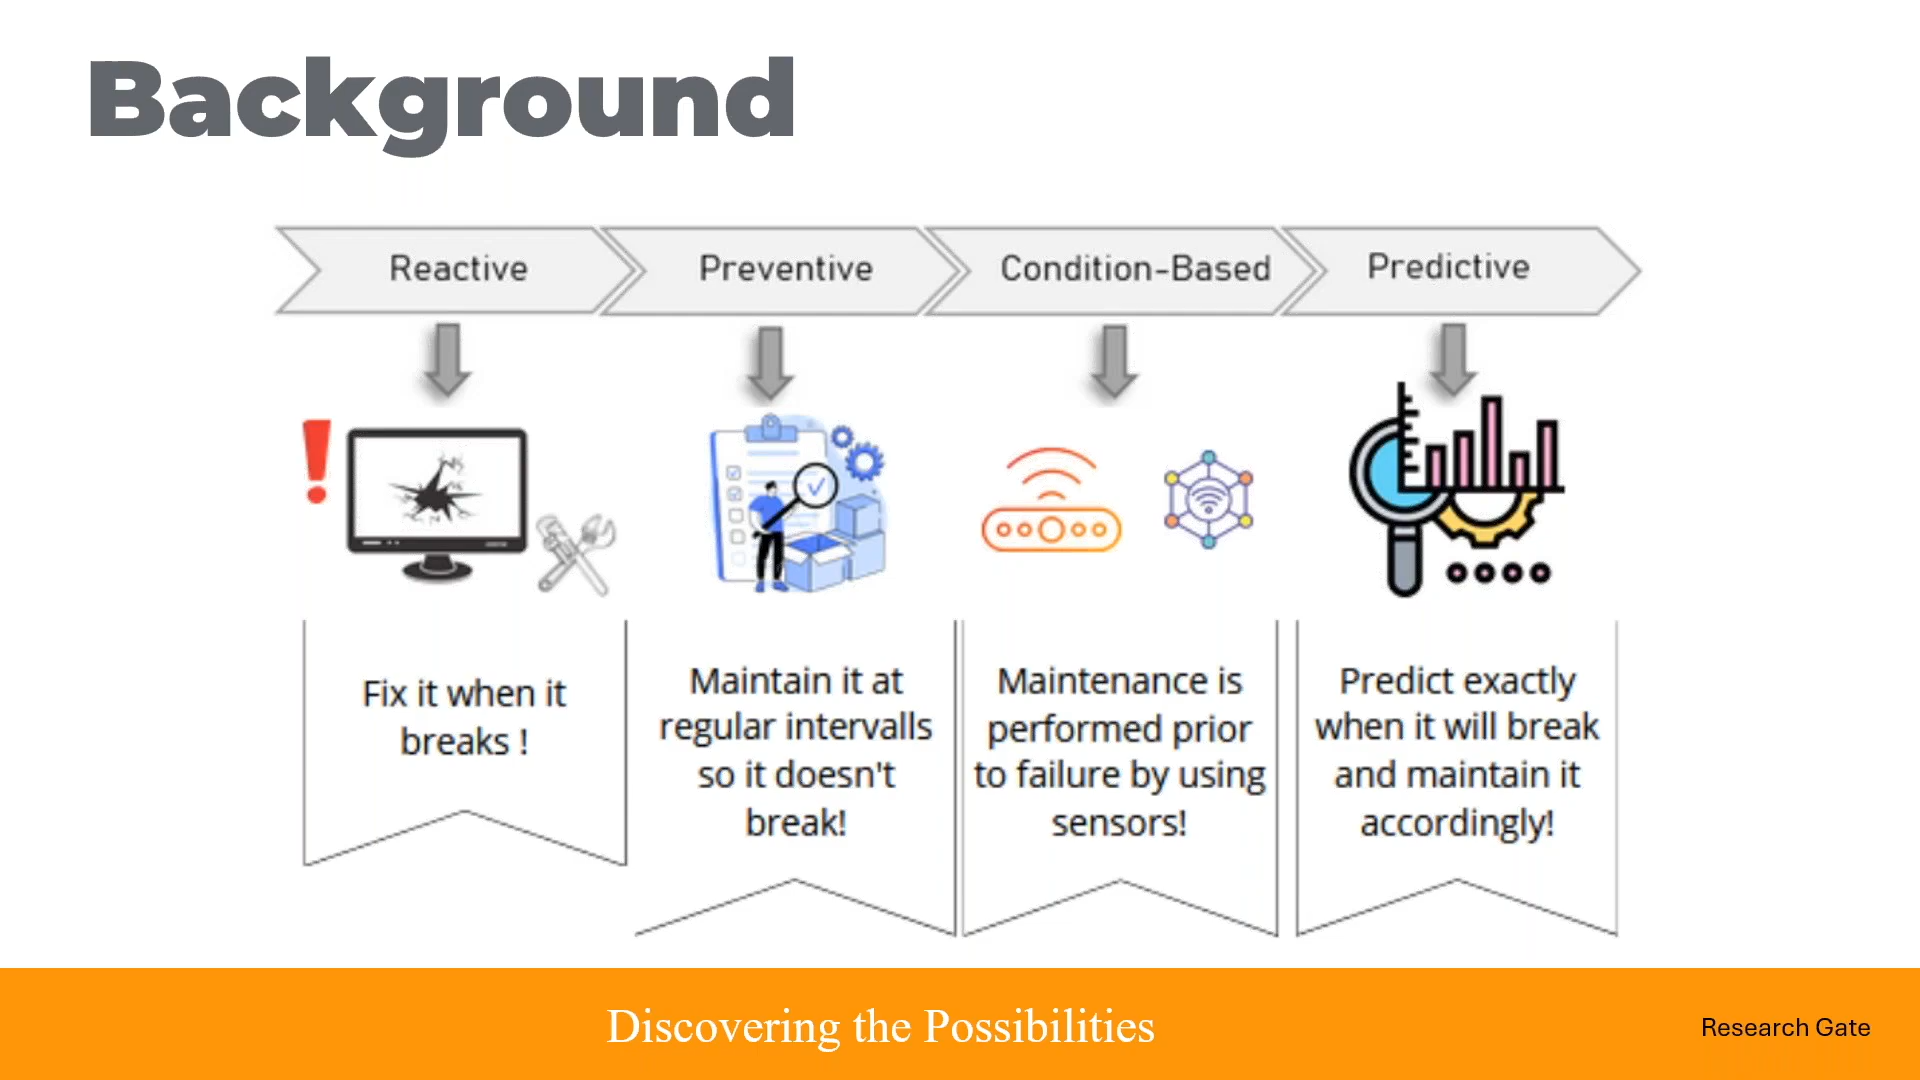 Background
Reactive
Preventive
Condition-Based
Predictive
Fix it when it
breaks !
Maintain it at
regular intervalls
so it doesn't
break!
Maintenance is
performed prior
to failure by using
sensors!
Predict exactly
when it will break
and maintain it
accordingly!
Discovering the Possibilities
Research Gate